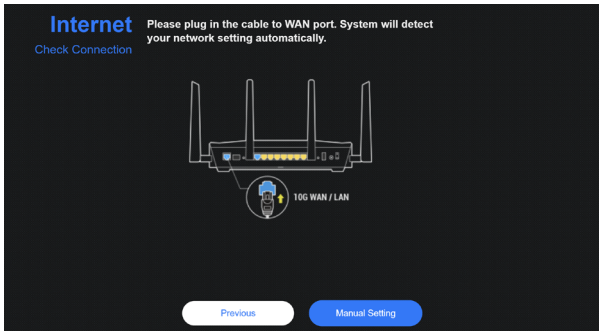 Internet
Check Connection
Please plug in the cable to WAN port. System will detect
your network setting automatically.
10G WAN / LAN
Previous
Manual Setting